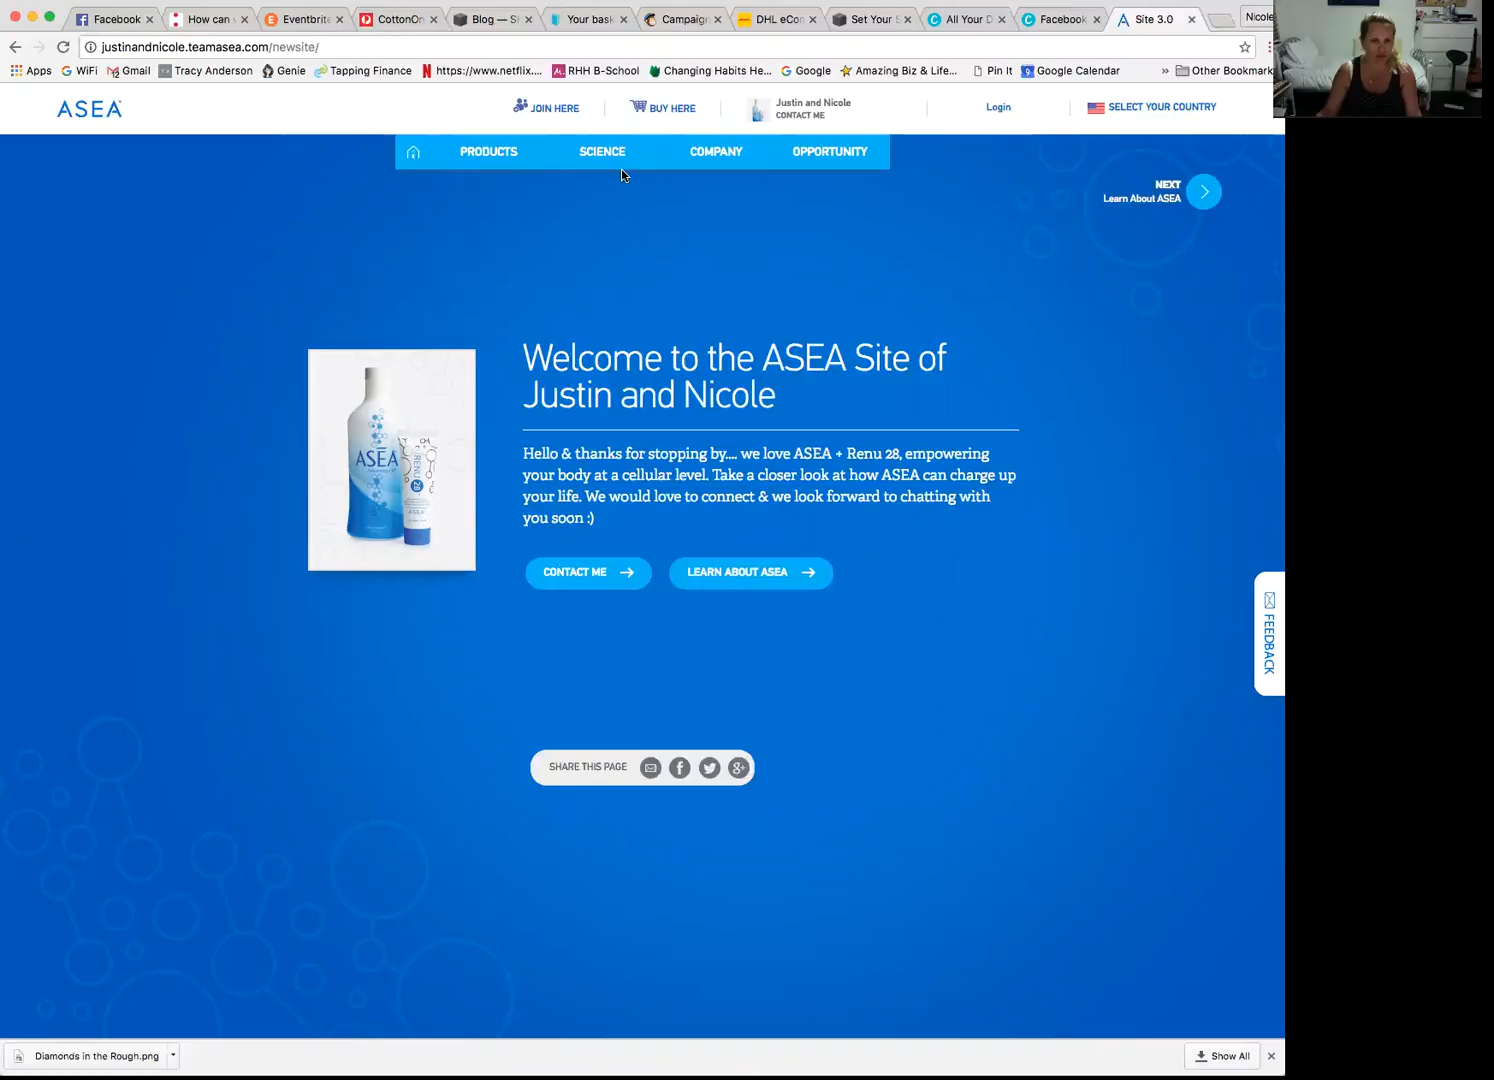 Facebook
How can
Eventbrite
CottonOn
Blog — S
Your bask
Campaign
DHL eCon
Set Your S
All Your D
Facebook
Site 3.0
Nicole
justinandnicole.teamasea.com/newsite/
Apps
WiFi
Gmail
Tracy Anderson
Genie
Tapping Finance
https://www.netflix....
RHH B-School
Changing Habits He...
Google
Amazing Biz & Life...
Pin It
Google Calendar
»
Other Bookmark
ASEA
JOIN HERE
BUY HERE
Justin and Nicole
CONTACT ME
Login
SELECT YOUR COUNTRY
PRODUCTS
SCIENCE
COMPANY
OPPORTUNITY
NEXT
Learn About ASEA
Welcome to the ASEA Site of
Justin and Nicole
Hello & thanks for stopping by.... we love ASEA + Renu 28, empowering
your body at a cellular level. Take a closer look at how ASEA can charge up
your life. We would love to connect & we look forward to chatting with
you soon :)
ASEA
RENU
28
ASEA
CONTACT ME
LEARN ABOUT ASEA
FEEDBACK
SHARE THIS PAGE
Diamonds in the Rough.png
Show All